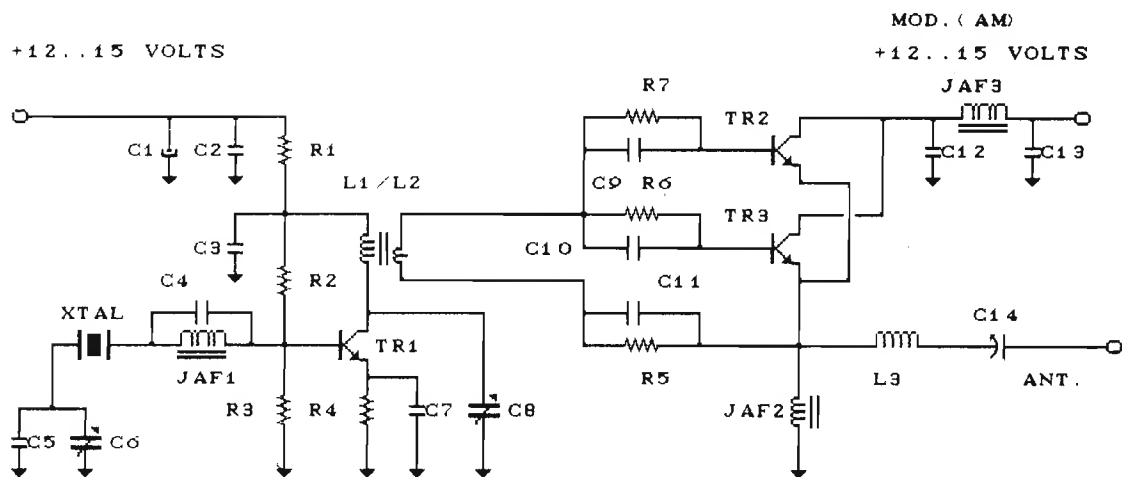 MOD. (AM)
+12..15 VOLTS
+12..15 VOLTS
JAF3
R7
TR2
C1
C2
R1
C12
C13
L1/L2
C9
R6
TR3
C3
C10
C4
R2
C11
XTAL
C14
TR1
JAF1
R5
L3
ANT.
R3
R4
C7
C8
JAF2
C5
C6